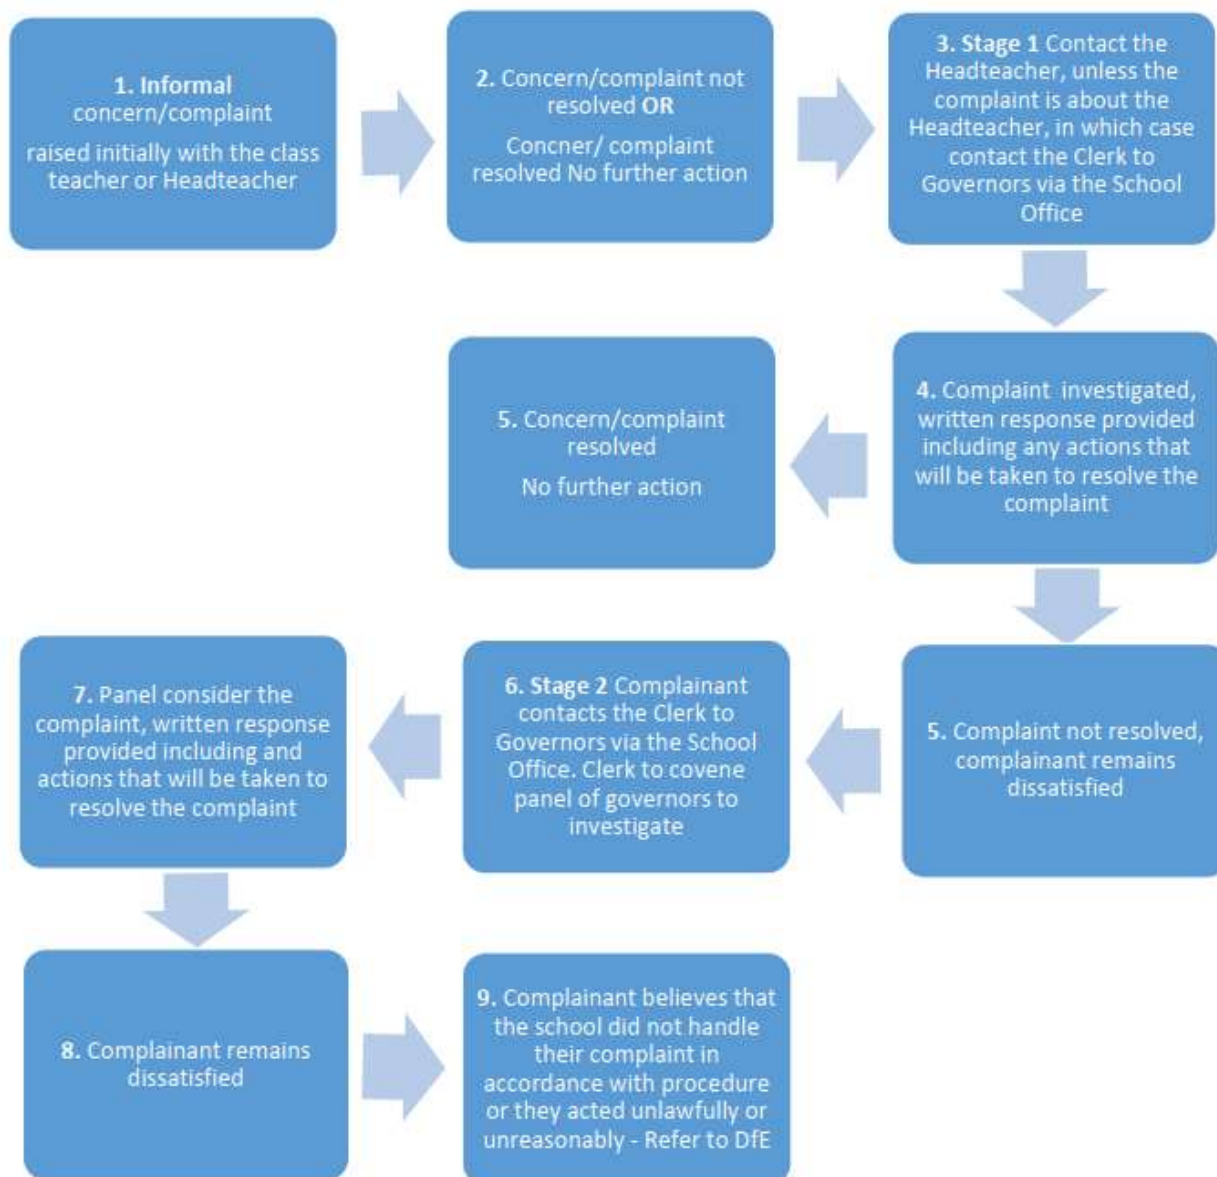 1. Informal
concern/complaint
raised initially with the class
teacher or Headteacher
2. Concern/complaint not
resolved OR
Concner/ complaint
resolved No further action
3. Stage 1 Contact the
Headteacher, unless the
complaint is about the
Headteacher, in which case
contact the Clerk to
Governors via the School
Office
4. Complaint investigated,
written response provided
including any actions that
will be taken to resolve the
complaint
5. Concern/complaint
resolved
No further action
5. Complaint not resolved,
complainant remains
dissatisfied
6. Stage 2 Complainant
contacts the Clerk to
Governors via the School
Office. Clerk to covene
panel of governors to
investigate
7. Panel consider the
complaint, written response
provided including and
actions that will be taken to
resolve the complaint
8. Complainant remains
dissatisfied
9. Complainant believes that
the school did not handle
their complaint in
accordance with procedure
or they acted unlawfully or
unreasonably - Refer to DfE